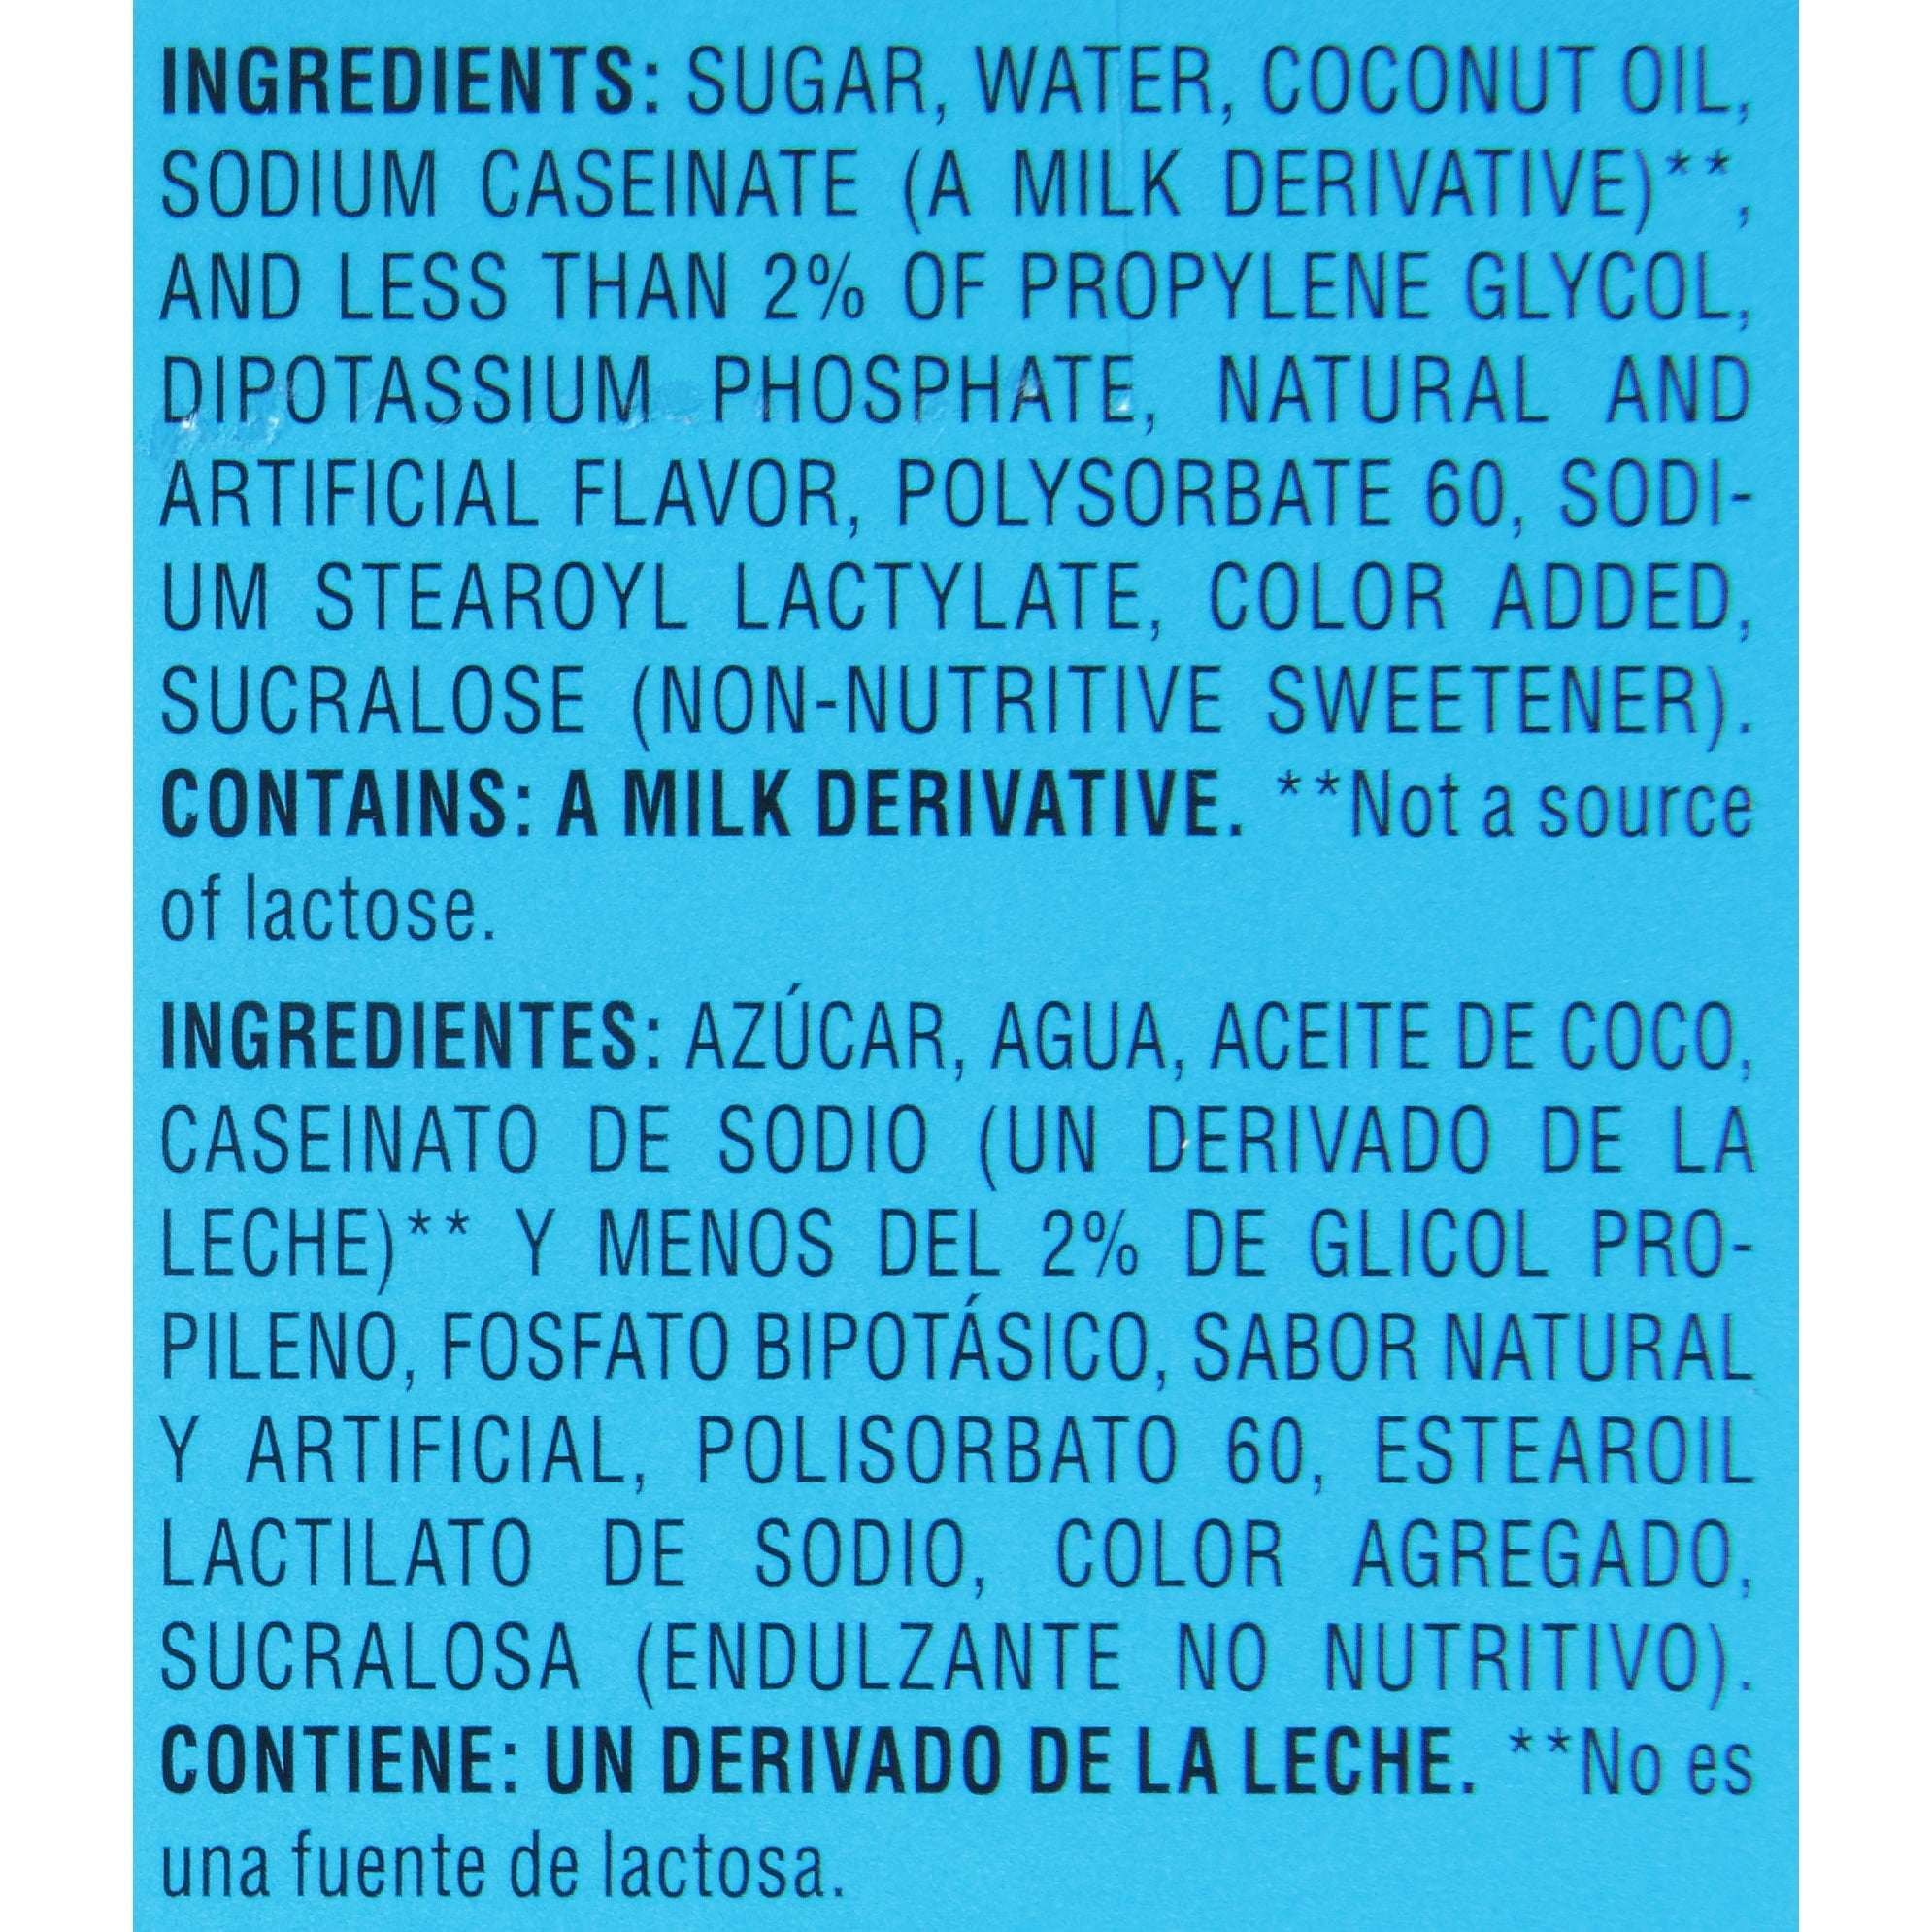 INGREDIENTS: SUGAR, WATER, COCONUT OIL,
SODIUM CASEINATE (A MILK DERIVATIVE)**,
AND LESS THAN 2% OF PROPYLENE GLYCOL,
DIPOTASSIUM PHOSPHATE, NATURAL AND
ARTIFICIAL FLAVOR, POLYSORBATE 60, SODI-
UM STEAROYL LACTYLATE, COLOR ADDED,
SUCRALOSE (NON-NUTRITIVE SWEETENER).
CONTAINS: A MILK DERIVATIVE. **Not a source
of lactose.
INGREDIENTES: AZÚCAR, AGUA, ACEITE DE COCO,
CASEINATO DE SODIO (UN DERIVADO DE LA
LECHE)** Y MENOS DEL 2% DE GLICOL PRO-
PILENO, FOSFATO BIPOTÁSICO, SABOR NATURAL
Y ARTIFICIAL, POLISORBATO 60, ESTEAROIL
LACTILATO DE SODIO, COLOR AGREGADO,
SUCRALOSA (ENDULZANTE NO NUTRITIVO).
CONTIENE: UN DERIVADO DE LA LECHE. **No es
una fuente de lactosa.